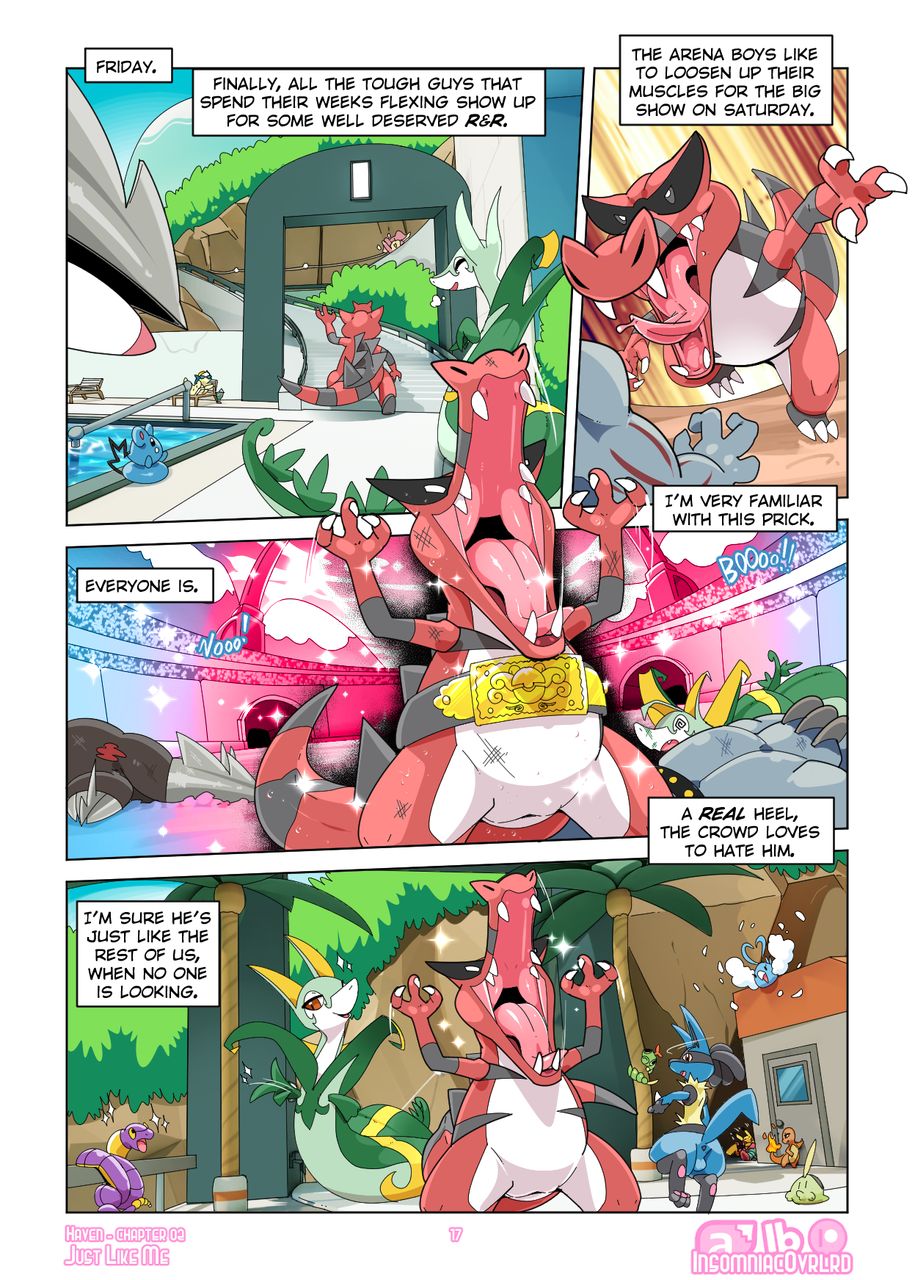 FRIDAY.
FINALLY, ALL THE TOUGH GUYS THAT
SPEND THEIR WEEKS FLEXING SHOW UP
FOR SOME WELL DESERVED R&R.
THE ARENA BOYS LIKE
TO LOOSEN UP THEIR
MUSCLES FOR THE BIG
SHOW ON SATURDAY.
I'M VERY FAMILIAR
WITH THIS PRICK.
EVERYONE IS.
NOOO!
BOOOO!!
A REAL HEEL,
THE CROWD LOVES
TO HATE HIM.
I'M SURE HE'S
JUST LIKE THE
REST OF US,
WHEN NO ONE
IS LOOKING.
HAVEN - CHAPTER 03
JUST LIKE ME
17
INSOMNIACOVRLRD